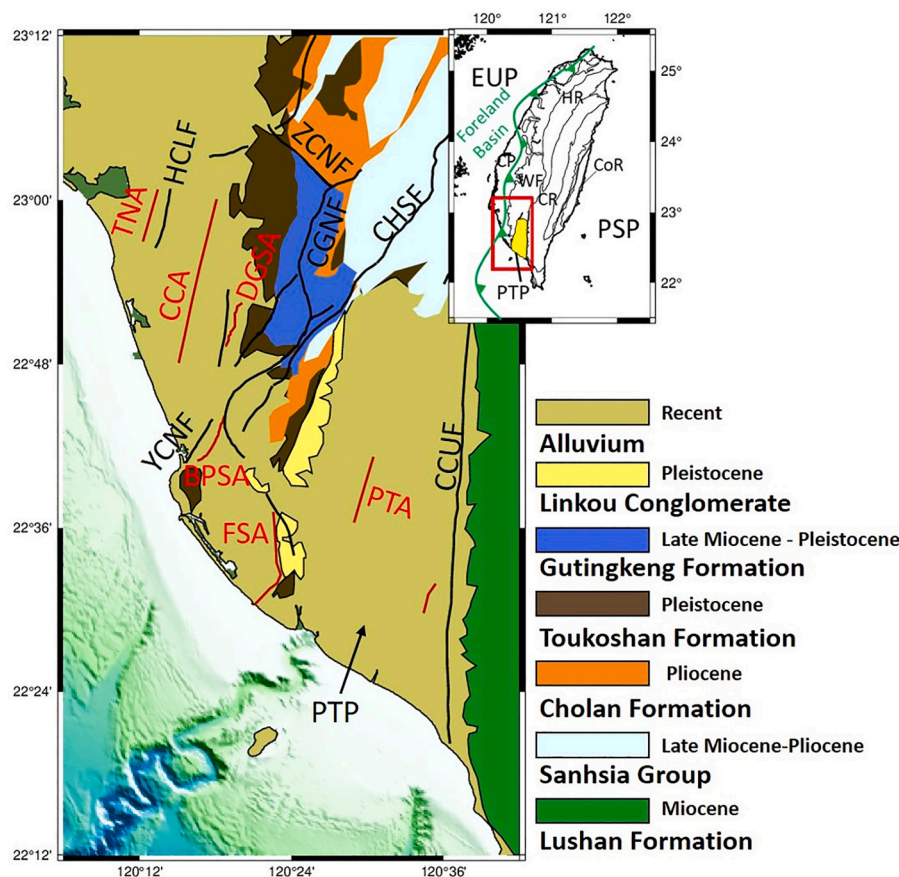 23°12'
23°00'
22°48'
22°36'
22°24'
22°12'
120°12'
120°24'
120°36'
HCLF
TNA
CCA
DGSA
ZCNF
CGNF
CHSF
YCNF
BPSA
FSA
PTA
CCUF
PTP
120°
121°
122°
25°
24°
23°
22°
EUP
Foreland
Basin
HR
CP
WF
CR
CoR
PSP
PTP
Recent
Alluvium
Pleistocene
Linkou Conglomerate
Late Miocene - Pleistocene
Gutingkeng Formation
Pleistocene
Toukoshan Formation
Pliocene
Cholan Formation
Late Miocene-Pliocene
Sanhsia Group
Miocene
Lushan Formation